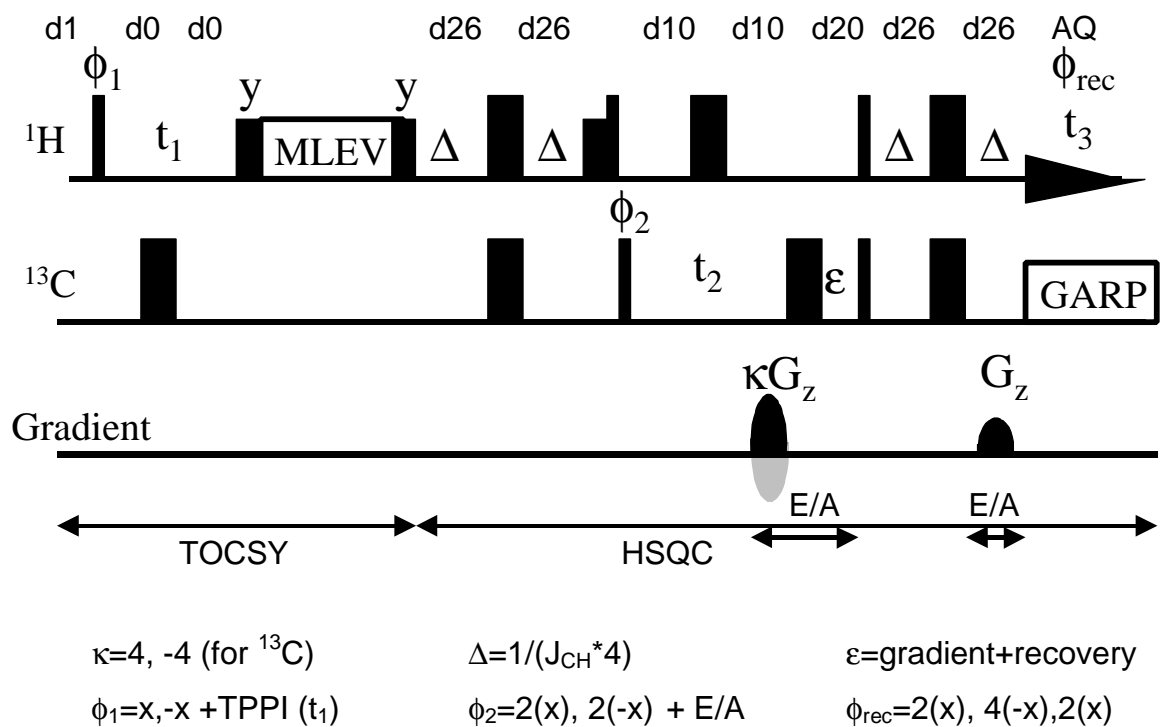 d1 d0 d0 d26 d26 d10 d10 d20 d26 d26 AQ
ϕ1 ϕrec
y y
1H t1 MLEV Δ Δ Δ Δ t3
ϕ2
13C t2 ε GARP
κGz Gz
Gradient
E/A E/A
TOCSY HSQC
κ=4, -4 (for 13C) Δ=1/(JCH*4) ε=gradient+recovery
ϕ1=x,-x +TPPI (t1) ϕ2=2(x), 2(-x) + E/A ϕrec=2(x), 4(-x),2(x)